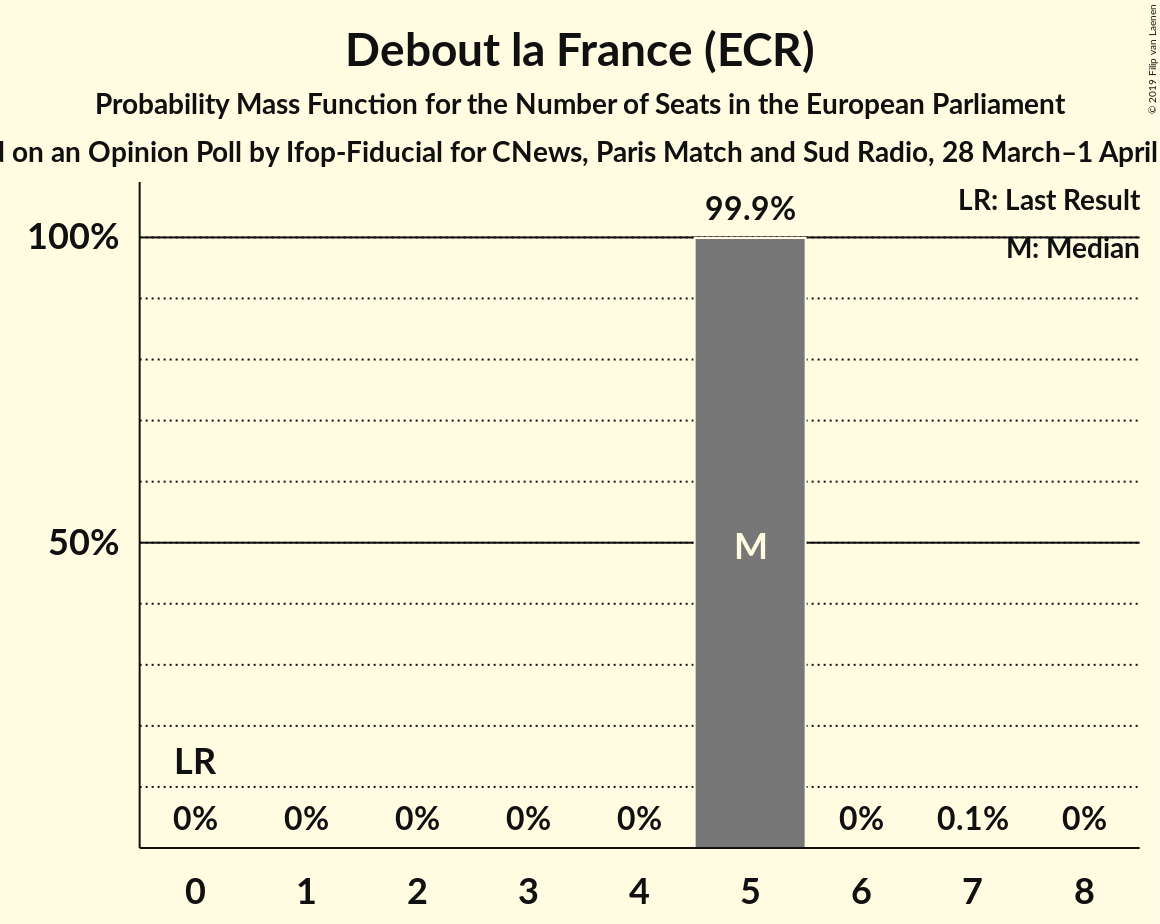 Debout la France (ECR)
Probability Mass Function for the Number of Seats in the European Parliament
on an Opinion Poll by Ifop-Fiducial for CNews, Paris Match and Sud Radio, 28 March–1 April
© 2019 Filip van Laenen
LR: Last Result
M: Median
99.9%
100%
50%
M
LR
0% 0% 0% 0% 0% 0% 0.1% 0%
0 1 2 3 4 5 6 7 8